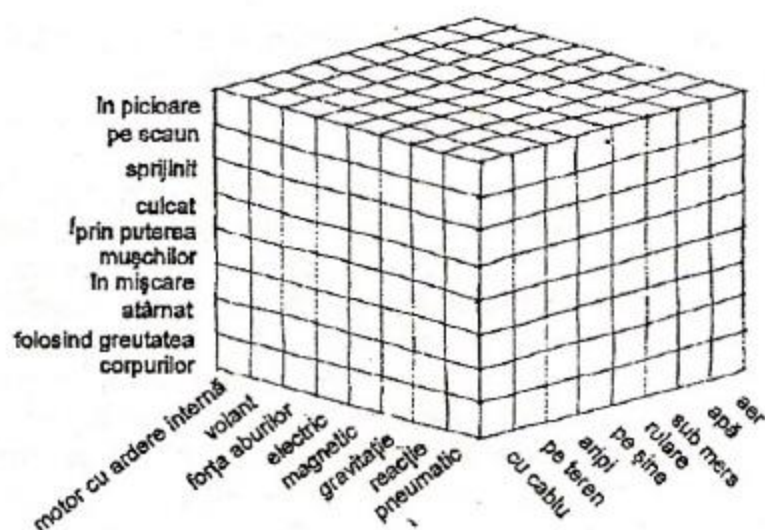 în picioare
pe scaun
sprijinit
culcat
prin puterea
mușchilor
în mișcare
atârnat
folosind greutatea
corpurilor
motor cu ardere internă
volant
forța aburilor
electric
magnetic
gravitație
reacție
pneumatic
cu cablu
pe teren
aripi
pe șine
rulare
sub mers
apă
aer